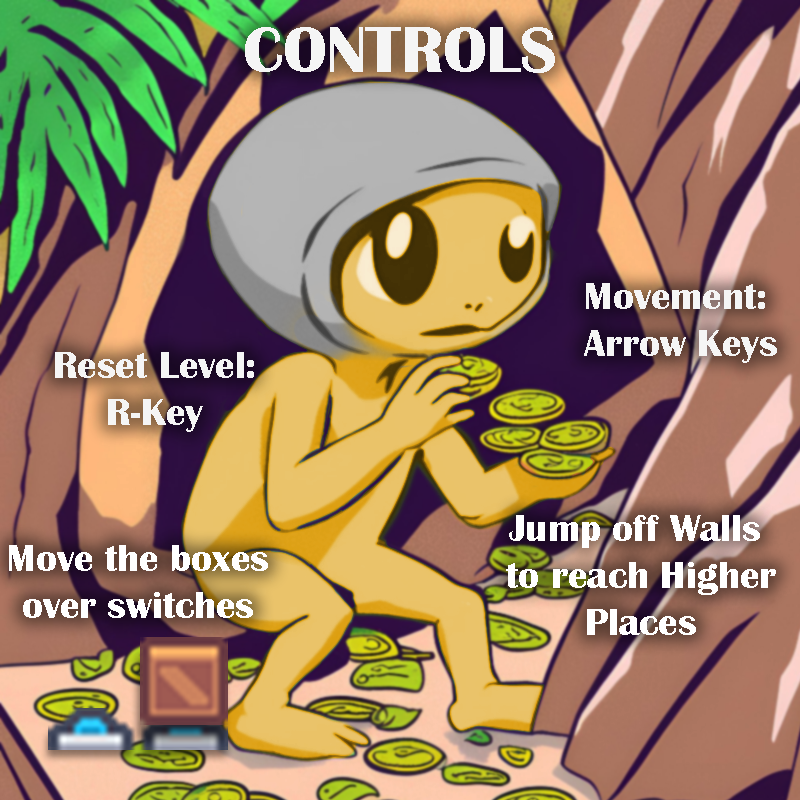 CONTROLS
Movement:
Arrow Keys
Reset Level:
R-Key
Jump off Walls
to reach Higher
Places
Move the boxes
over switches